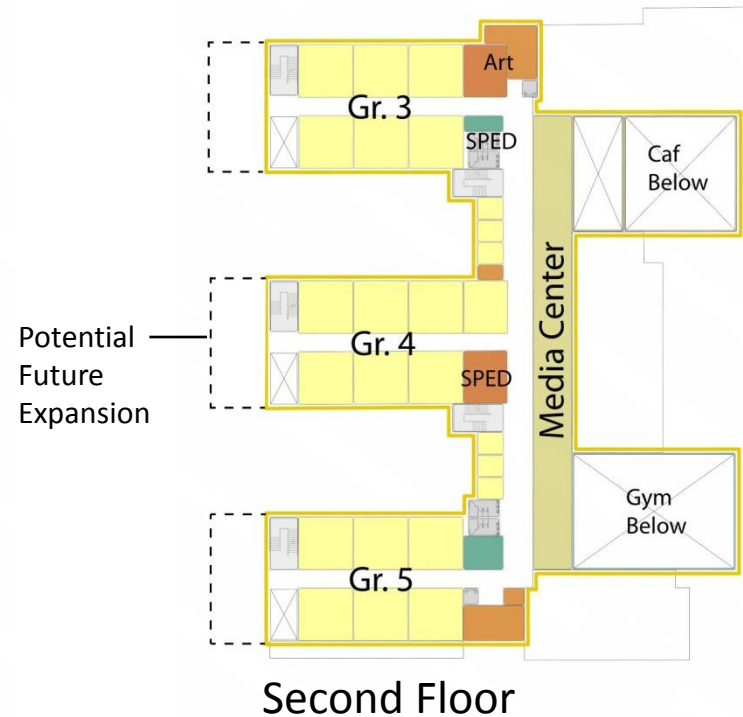 Art
Gr. 3
SPED
Caf
Below
Potential
Future
Expansion
Gr. 4
SPED
Media Center
Gym
Below
Gr. 5
Second Floor